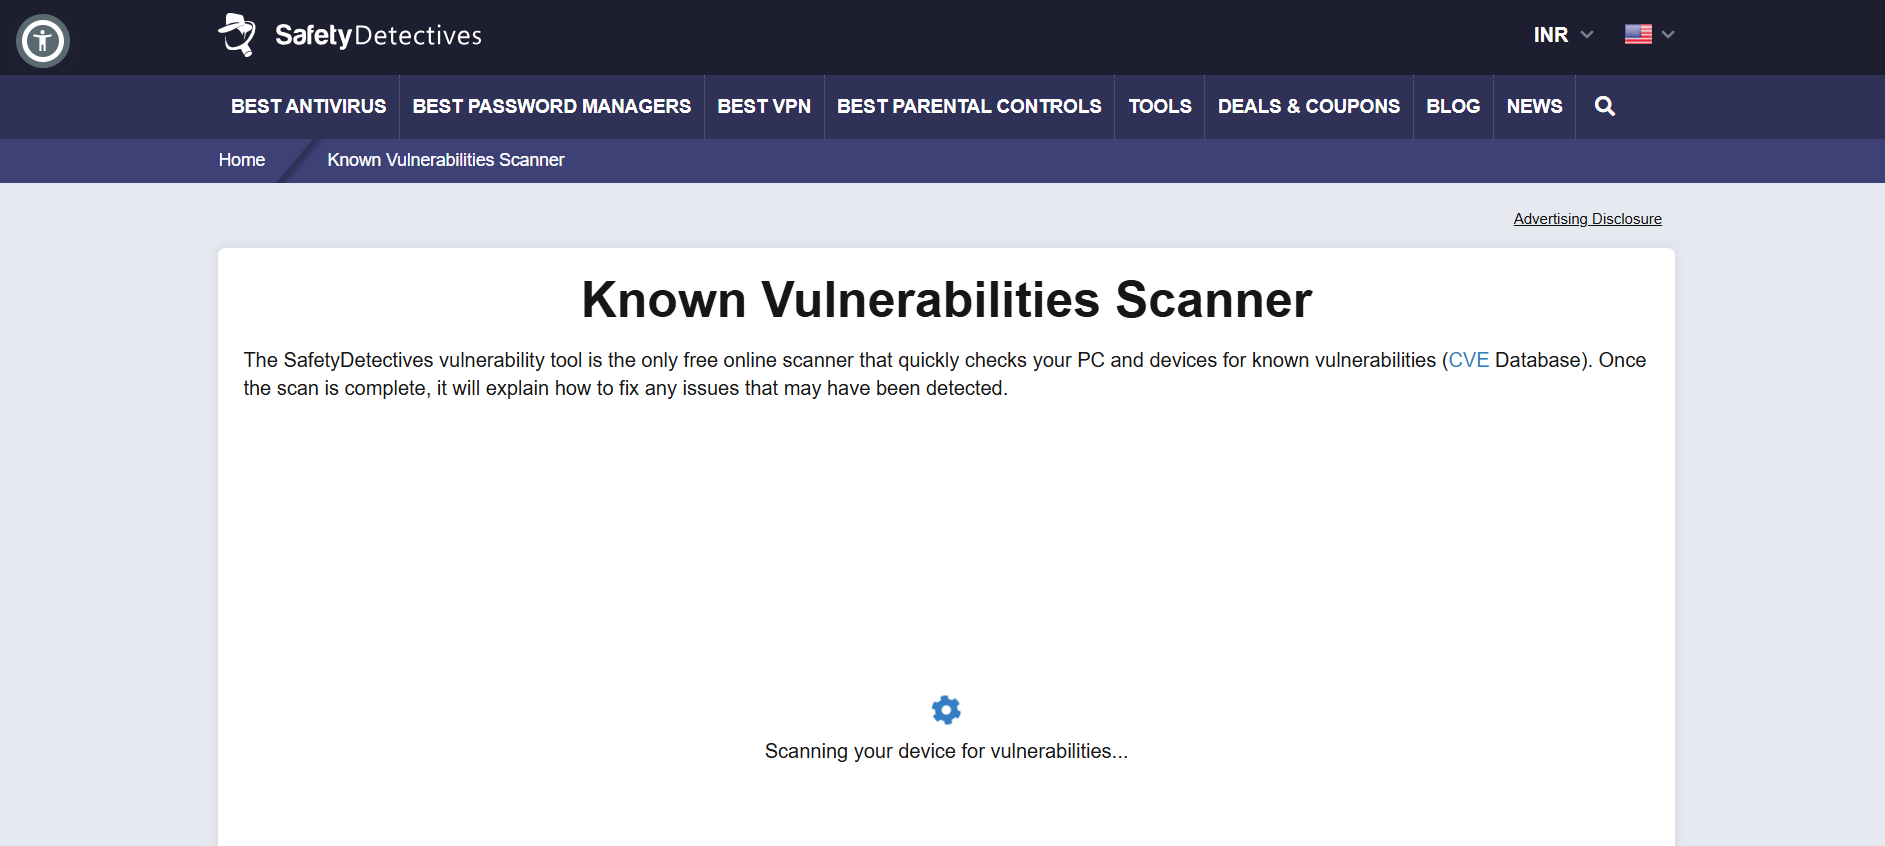 SafetyDetectives
INR
BEST ANTIVIRUS
BEST PASSWORD MANAGERS
BEST VPN
BEST PARENTAL CONTROLS
TOOLS
DEALS & COUPONS
BLOG
NEWS
Home
Known Vulnerabilities Scanner
Advertising Disclosure
Known Vulnerabilities Scanner
The SafetyDetectives vulnerability tool is the only free online scanner that quickly checks your PC and devices for known vulnerabilities (CVE Database). Once
the scan is complete, it will explain how to fix any issues that may have been detected.
Scanning your device for vulnerabilities...